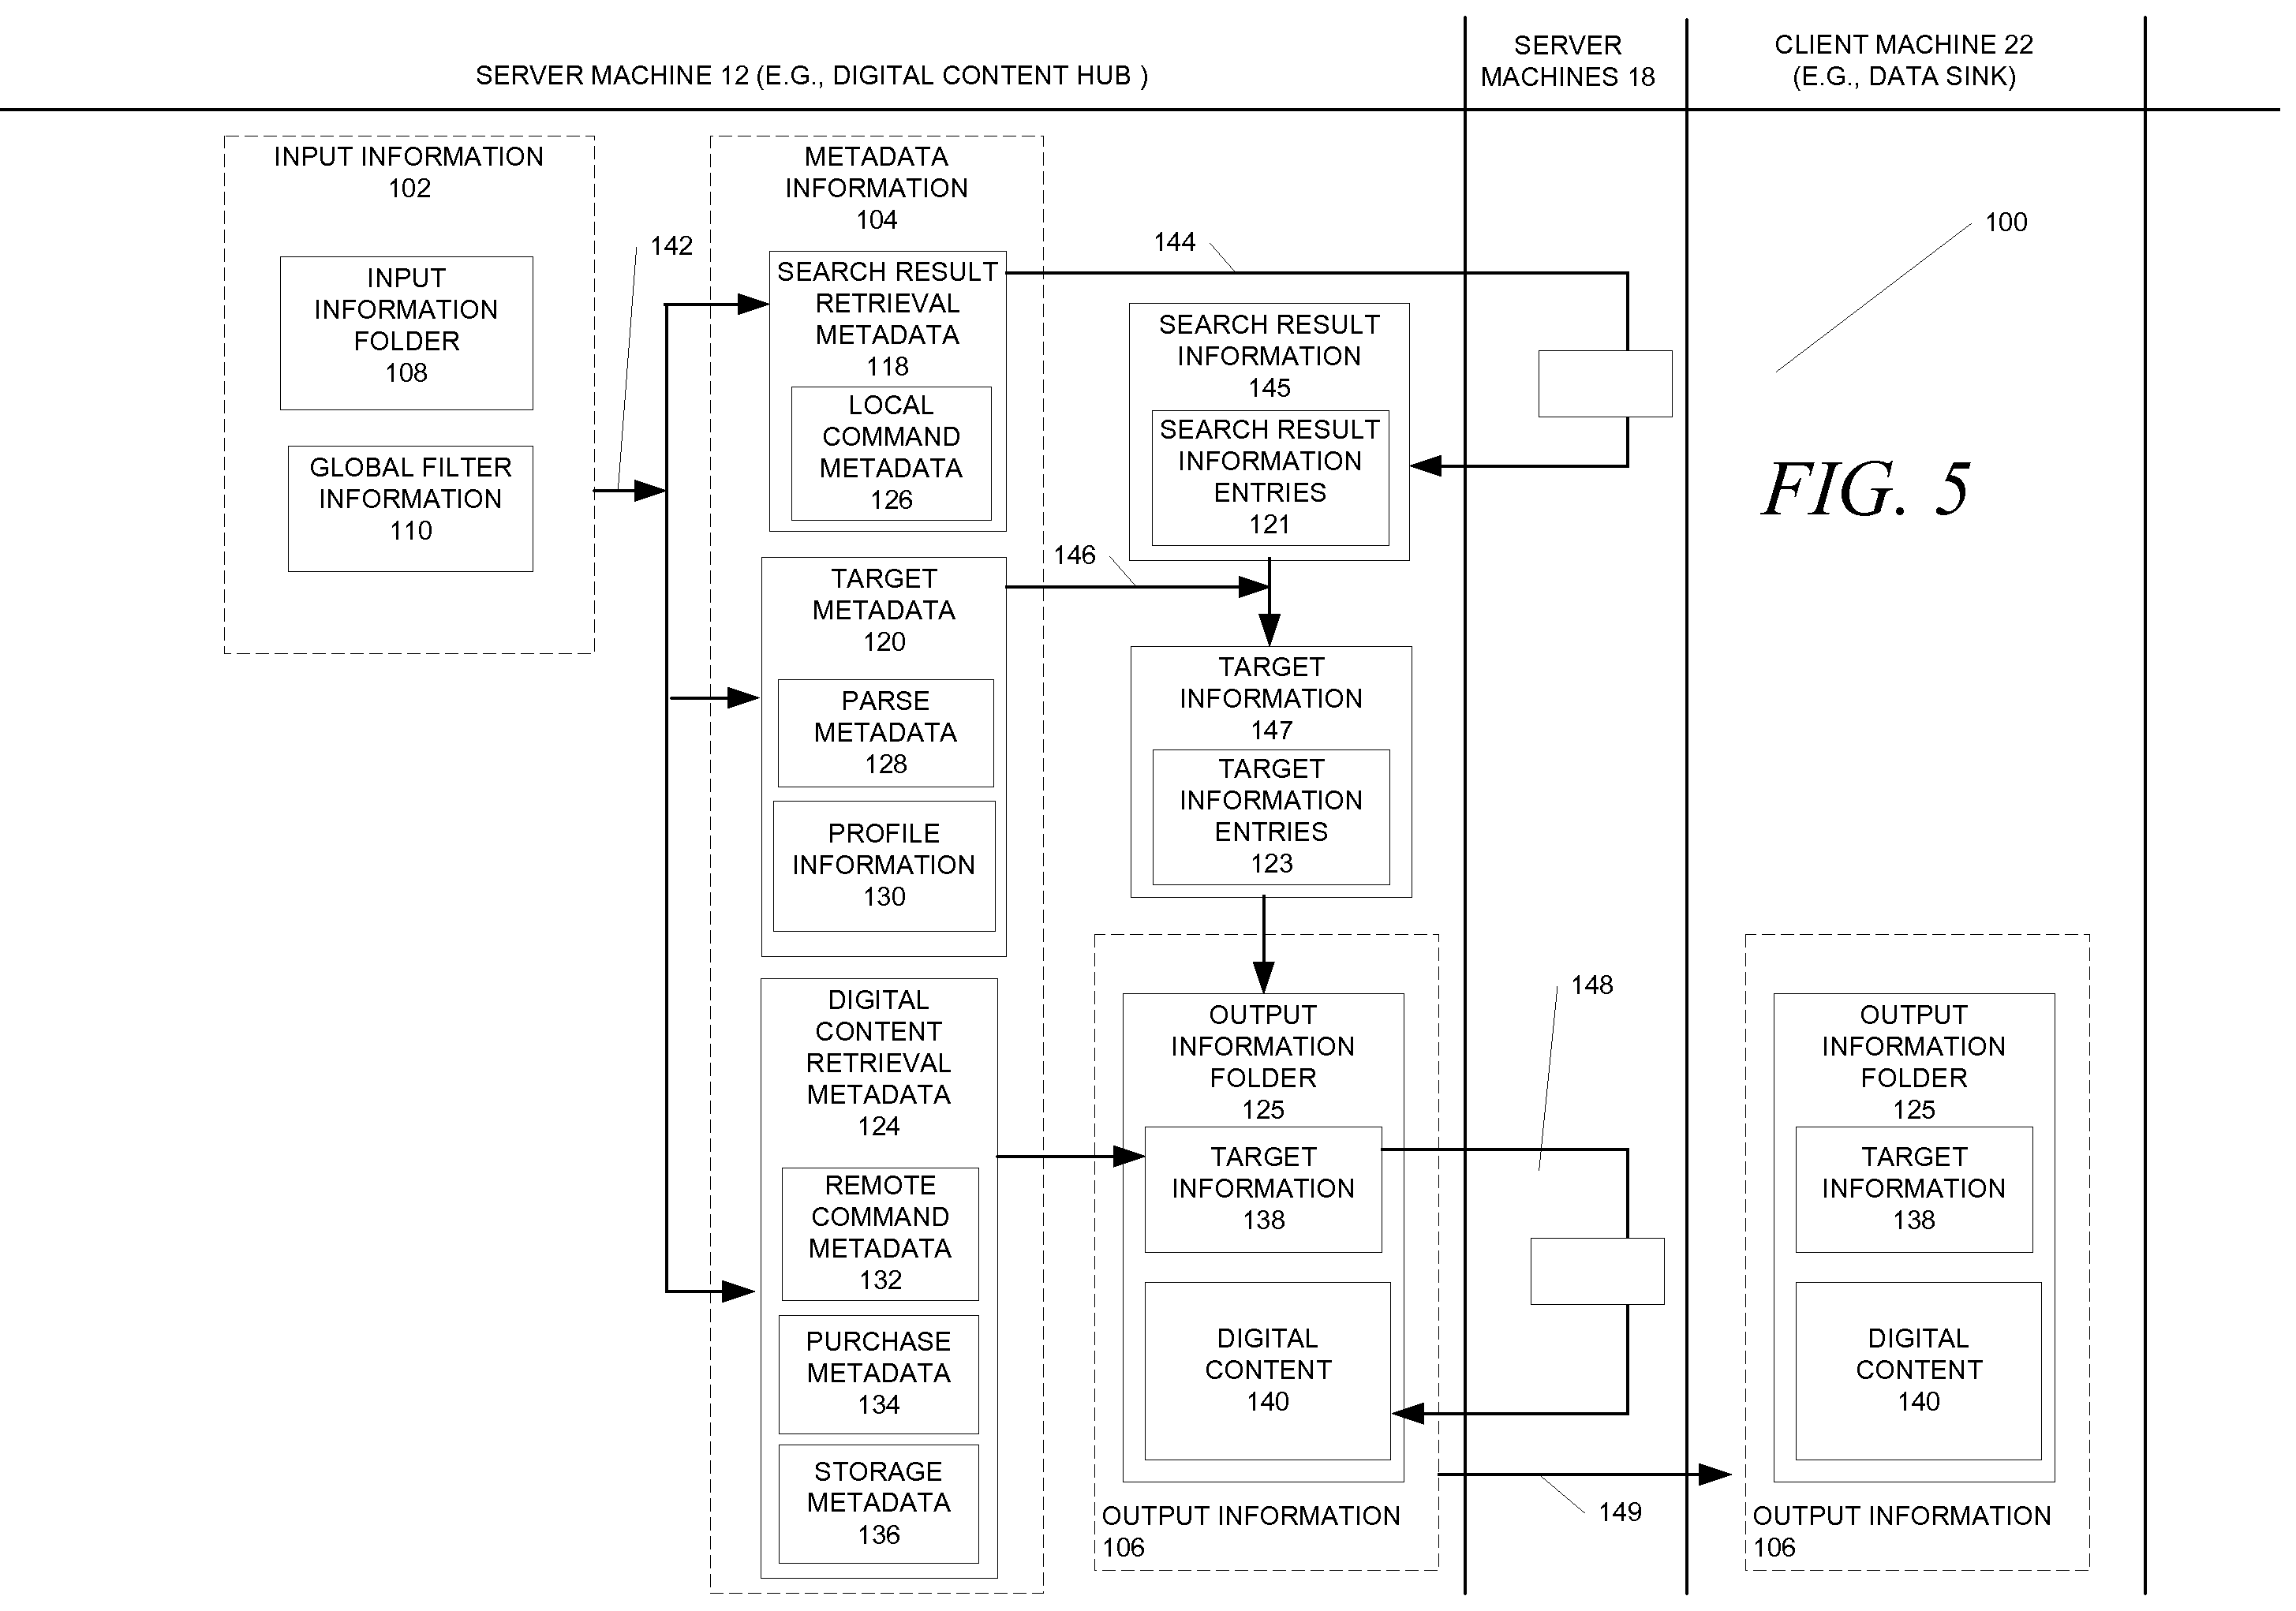 SERVER MACHINE 12 (E.G., DIGITAL CONTENT HUB )
SERVER
MACHINES 18
CLIENT MACHINE 22
(E.G., DATA SINK)
INPUT INFORMATION
102
INPUT
INFORMATION
FOLDER
108
GLOBAL FILTER
INFORMATION
110
142
METADATA
INFORMATION
104
SEARCH RESULT
RETRIEVAL
METADATA
118
LOCAL
COMMAND
METADATA
126
TARGET
METADATA
120
PARSE
METADATA
128
PROFILE
INFORMATION
130
DIGITAL
CONTENT
RETRIEVAL
METADATA
124
REMOTE
COMMAND
METADATA
132
PURCHASE
METADATA
134
STORAGE
METADATA
136
144
SEARCH RESULT
INFORMATION
145
SEARCH RESULT
INFORMATION
ENTRIES
121
146
TARGET
INFORMATION
147
TARGET
INFORMATION
ENTRIES
123
OUTPUT
INFORMATION
FOLDER
125
TARGET
INFORMATION
138
DIGITAL
CONTENT
140
OUTPUT INFORMATION
106
148
149
100
FIG. 5
OUTPUT
INFORMATION
FOLDER
125
TARGET
INFORMATION
138
DIGITAL
CONTENT
140
OUTPUT INFORMATION
106